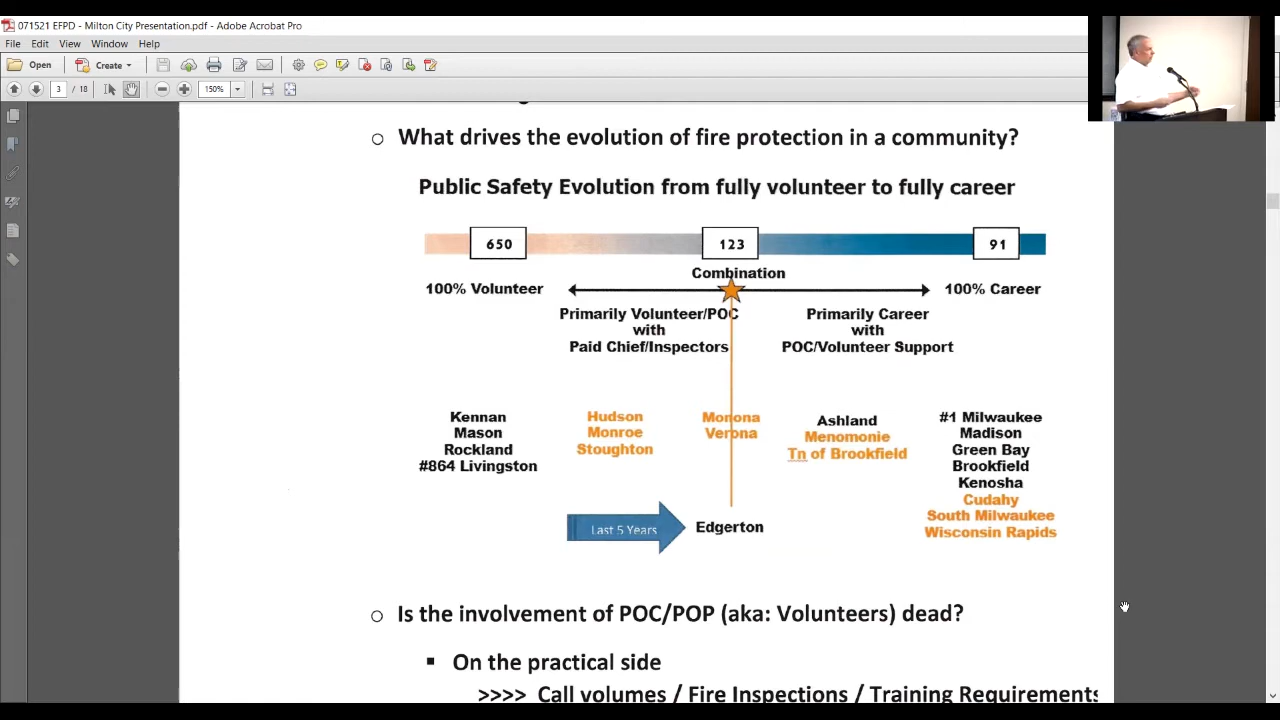 071521 EFPD - Milton City Presentation.pdf - Adobe Acrobat Pro
File Edit View Window Help
Open Create
3 / 18 150%
What drives the evolution of fire protection in a community?
Public Safety Evolution from fully volunteer to fully career
650 123 91
Combination
100% Volunteer 100% Career
Primarily Volunteer/POC
with
Paid Chief/Inspectors
Primarily Career
with
POC/Volunteer Support
Kennan
Mason
Rockland
#864 Livingston
Hudson
Monroe
Stoughton
Monona
Verona
Ashland
Menomonie
Tn of Brookfield
#1 Milwaukee
Madison
Green Bay
Brookfield
Kenosha
Cudahy
South Milwaukee
Wisconsin Rapids
Last 5 Years
Edgerton
Is the involvement of POC/POP (aka: Volunteers) dead?
On the practical side
>>>> Call volumes / Fire Inspections / Training Requirements